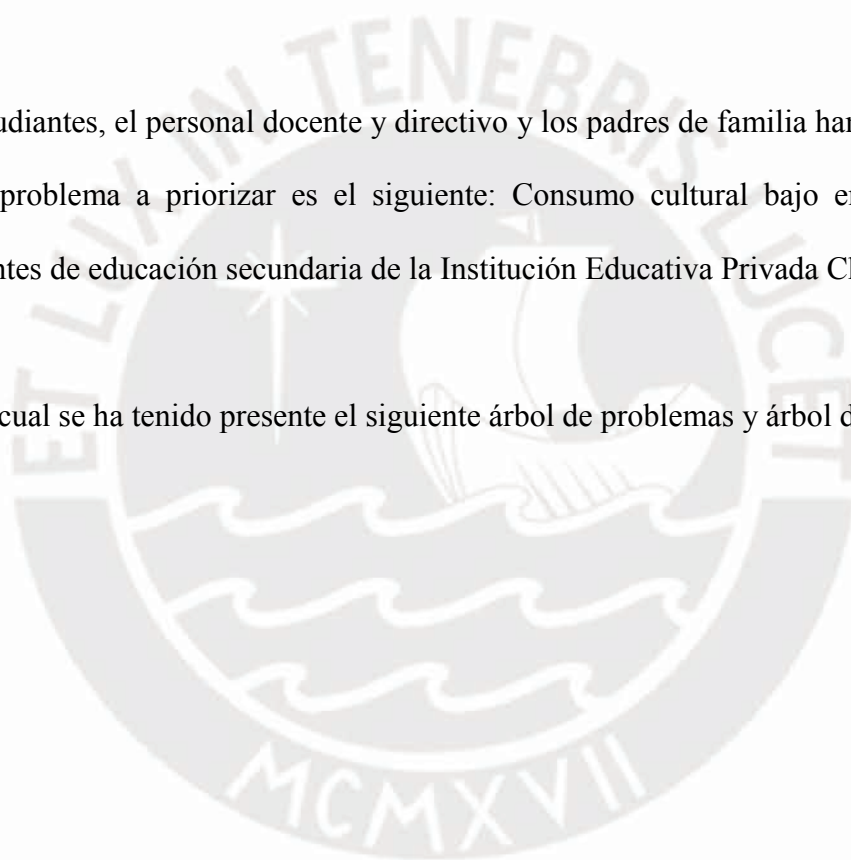 udiantes, el personal docente y directivo y los padres de familia har
problema a priorizar es el siguiente: Consumo cultural bajo en
ntes de educación secundaria de la Institución Educativa Privada Cl
cual se ha tenido presente el siguiente árbol de problemas y árbol d
ET LUX IN TENEBRIS LUCET
MCMXVII